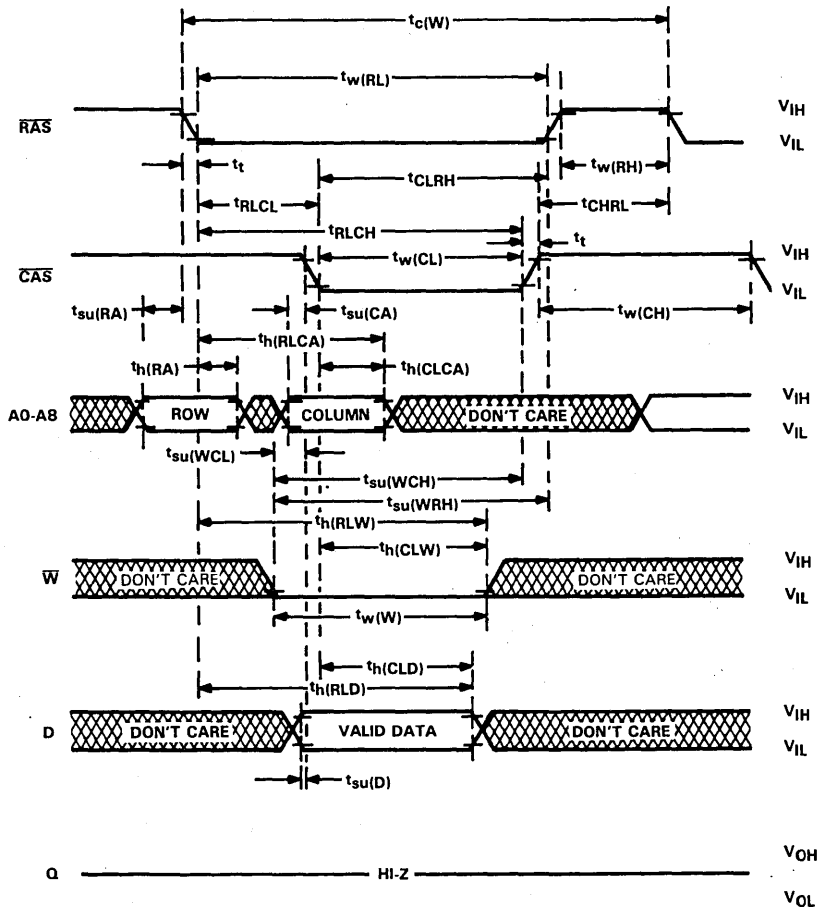 tc(W)
tw(RL)
RAS
VIH
VIL
tt
tCLRH
tw(RH)
tRLCL
tCHRL
tRLCH
tt
CAS
tw(CL)
VIH
VIL
tsu(RA)
tsu(CA)
tw(CH)
th(RLCA)
th(RA)
th(CLCA)
A0-A8
ROW
COLUMN
DON'T CARE
VIH
VIL
tsu(WCL)
tsu(WCH)
tsu(WRH)
th(RLW)
th(CLW)
W
DON'T CARE
DON'T CARE
VIH
VIL
tw(W)
th(CLD)
th(RLD)
D
DON'T CARE
VALID DATA
DON'T CARE
VIH
VIL
tsu(D)
Q
HI-Z
VOH
VOL